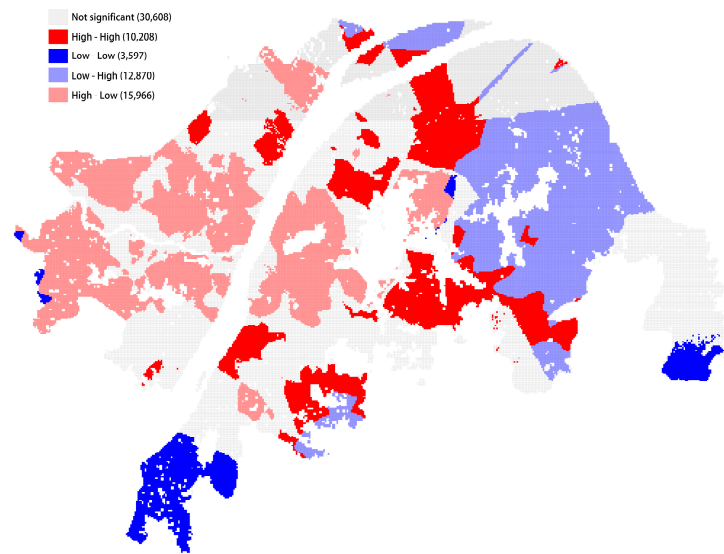 Not significant (30,608)
High - High (10,208)
Low - Low (3,597)
Low - High (12,870)
High - Low (15,966)